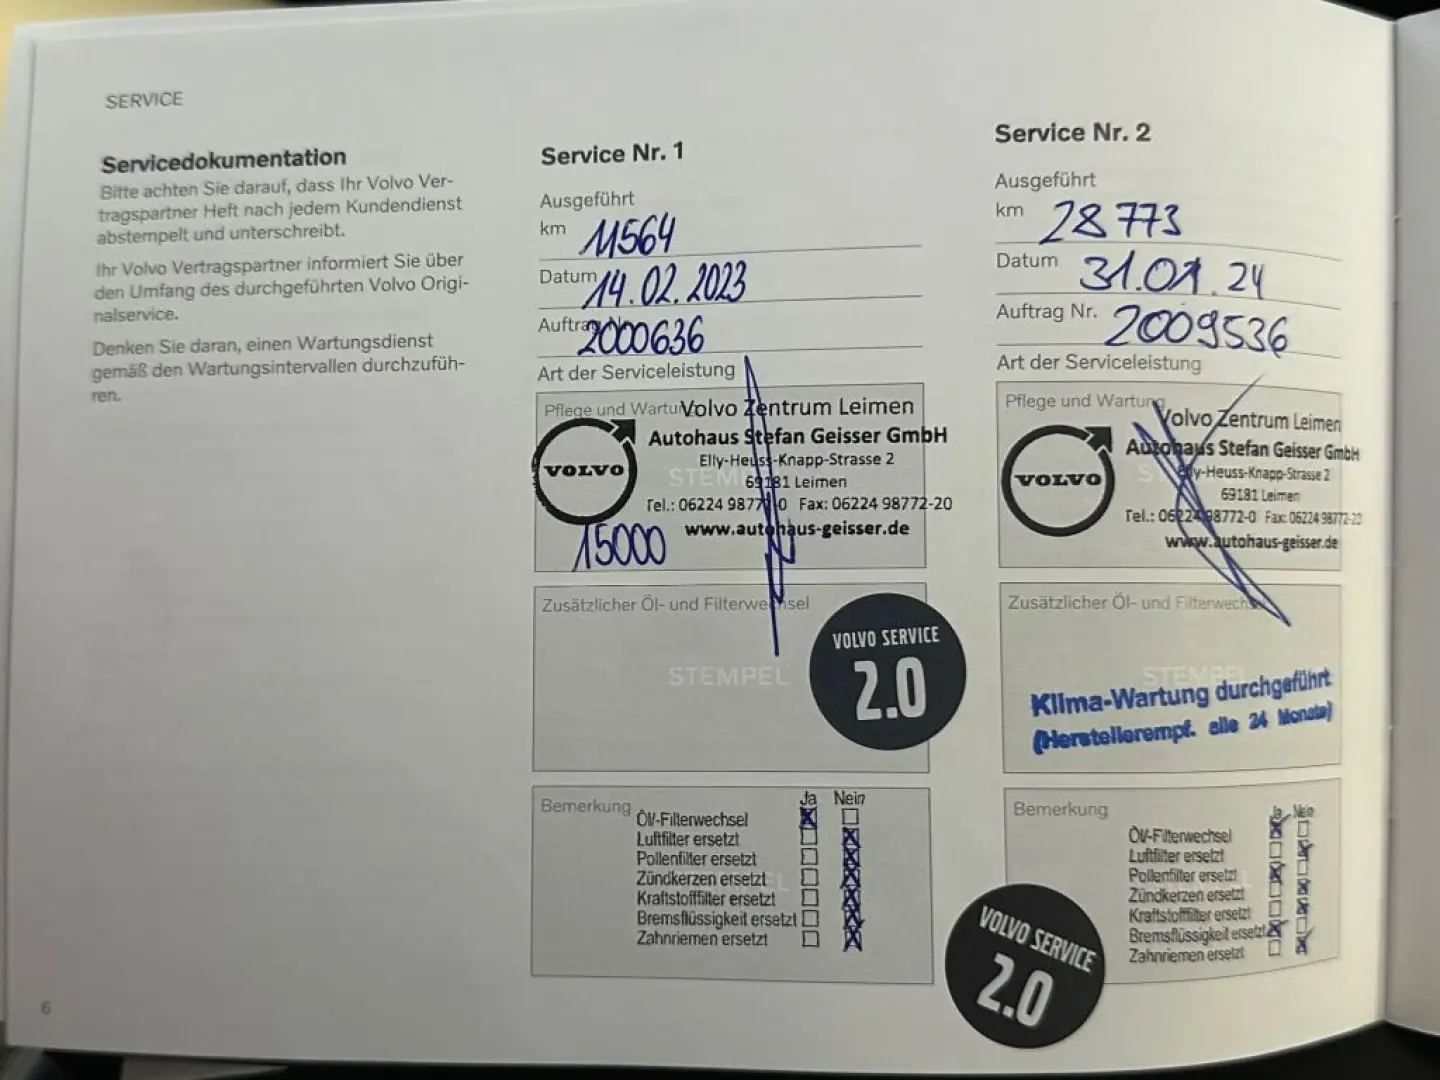 SERVICE
Servicedokumentation
Bitte achten Sie darauf, dass Ihr Volvo Ver-
tragspartner Heft nach jedem Kundendienst
abstempelt und unterschreibt.
Ihr Volvo Vertragspartner informiert Sie über
den Umfang des durchgeführten Volvo Origi-
nalservice.
Denken Sie daran, einen Wartungsdienst
gemäß den Wartungsintervallen durchzufüh-
ren.
6
Service Nr. 1
Ausgeführt
km 11564
Datum 14.02.2023
Auftrag 2000636
Art der Serviceleistung
Pflege und Wartung
Volvo Zentrum Leimen
Autohaus Stefan Geisser GmbH
Elly-Heuss-Knapp-Strasse 2
69181 Leimen
Tel.: 06224 98772-0 Fax: 06224 98772-20
www.autohaus-geisser.de
VOLVO
15000
Zusätzlicher Öl- und Filterwechsel
STEMPEL
VOLVO SERVICE
2.0
Bemerkung
Ja Nein
Öl/-Filterwechsel
Luftfilter ersetzt
Pollenfilter ersetzt
Zündkerzen ersetzt
Kraftstofffilter ersetzt
Bremsflüssigkeit ersetzt
Zahnriemen ersetzt
Service Nr. 2
Ausgeführt
km 28773
Datum 31.01.24
Auftrag Nr. 2009536
Art der Serviceleistung
Pflege und Wartung
Volvo Zentrum Leimen
Autohaus Stefan Geisser GmbH
Elly-Heuss-Knapp-Strasse 2
69181 Leimen
Tel.: 06224 98772-0 Fax: 06224 98772-20
www.autohaus-geisser.de
VOLVO
Zusätzlicher Öl- und Filterwechsel
STEMPEL
Klima-Wartung durchgeführt
(Herstellerempf. alle 24 Monate)
Bemerkung
Ja Nein
Öl/-Filterwechsel
Luftfilter ersetzt
Pollenfilter ersetzt
Zündkerzen ersetzt
Kraftstofffilter ersetzt
Bremsflüssigkeit ersetzt
Zahnriemen ersetzt
VOLVO SERVICE
2.0